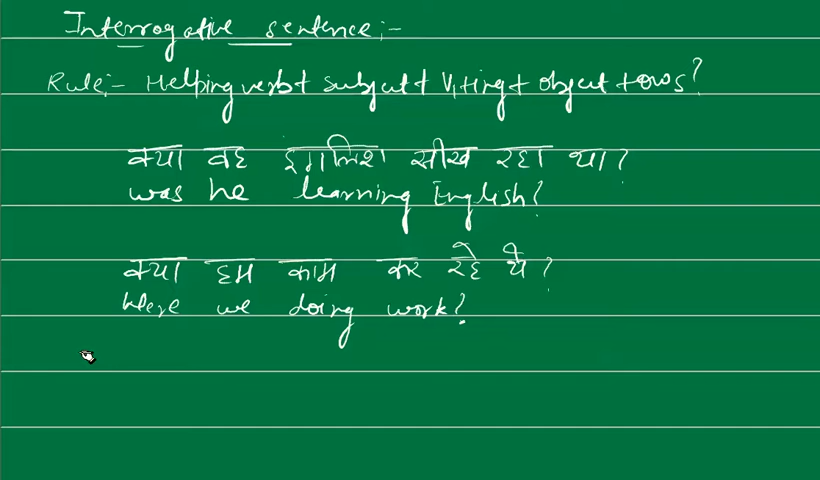 Interrogative sentence:-
Rule:- Helping verb+ subject + V1+ing+ object +ows?
क्या वह इंगलिश सीख रहा था?
was he learning English?
क्या हम काम कर रहे थे?
were we doing work?